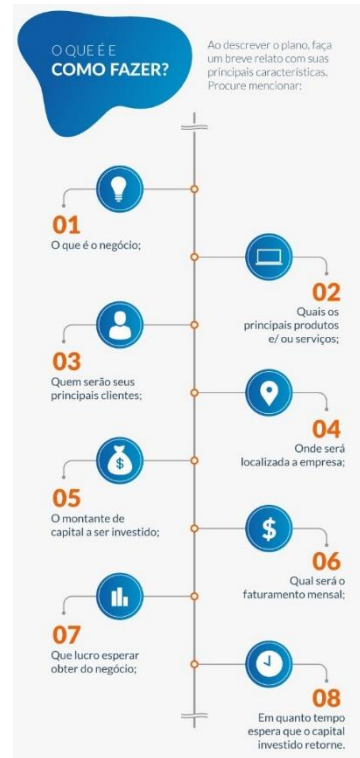 O QUE É E
COMO FAZER?
Ao descrever o plano, faça
um breve relato com suas
principais características.
Procure mencionar:
01
O que é o negócio;
02
Quais os
principais produtos
e/ ou serviços;
03
Quem serão seus
principais clientes;
04
Onde será
localizada a empresa;
05
O montante de
capital a ser investido;
06
Qual será o
faturamento mensal;
07
Que lucro esperar
obter do negócio;
08
Em quanto tempo
espera que o capital
investido retorne.